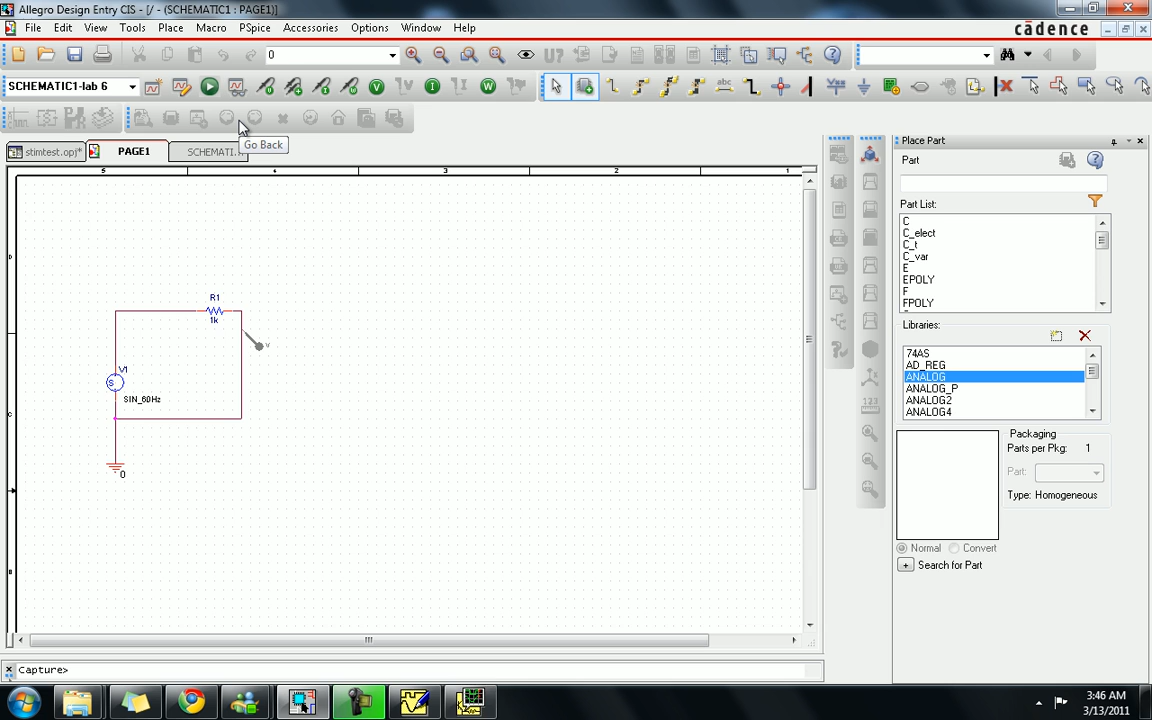 Allegro Design Entry CIS - [/ - (SCHEMATIC1 : PAGE1)]
File Edit View Tools Place Macro PSpice Accessories Options Window Help
cādence
0
U?
SCHEMATIC1-lab 6
V I W
Go Back
stimtest.opj* PAGE1 SCHEMATI...
5 4 3 2 1
D
C
B
R1
1k
V
V1
S
SIN_60Hz
0
Place Part
Part
Part List:
C
C_elect
C_t
C_var
E
EPOLY
F
FPOLY
Libraries:
74AS
AD_REG
ANALOG
ANALOG_P
ANALOG2
ANALOG4
Packaging
Parts per Pkg: 1
Part:
Type: Homogeneous
Normal Convert
+ Search for Part
Capture>
3:46 AM
3/13/2011